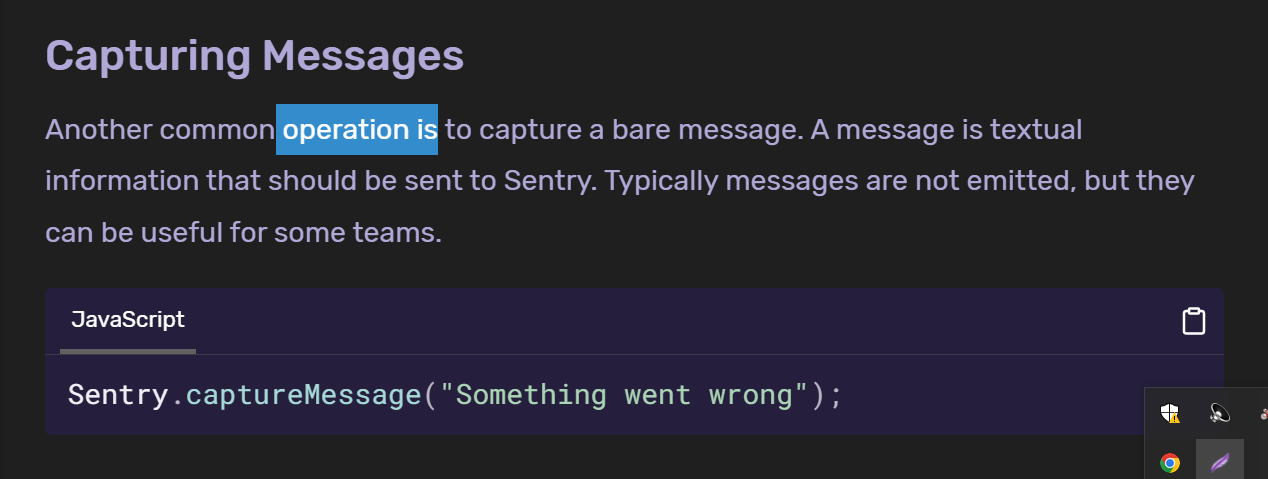 Capturing Messages
Another common operation is to capture a bare message. A message is textual
information that should be sent to Sentry. Typically messages are not emitted, but they
can be useful for some teams.
JavaScript
Sentry.captureMessage("Something went wrong");